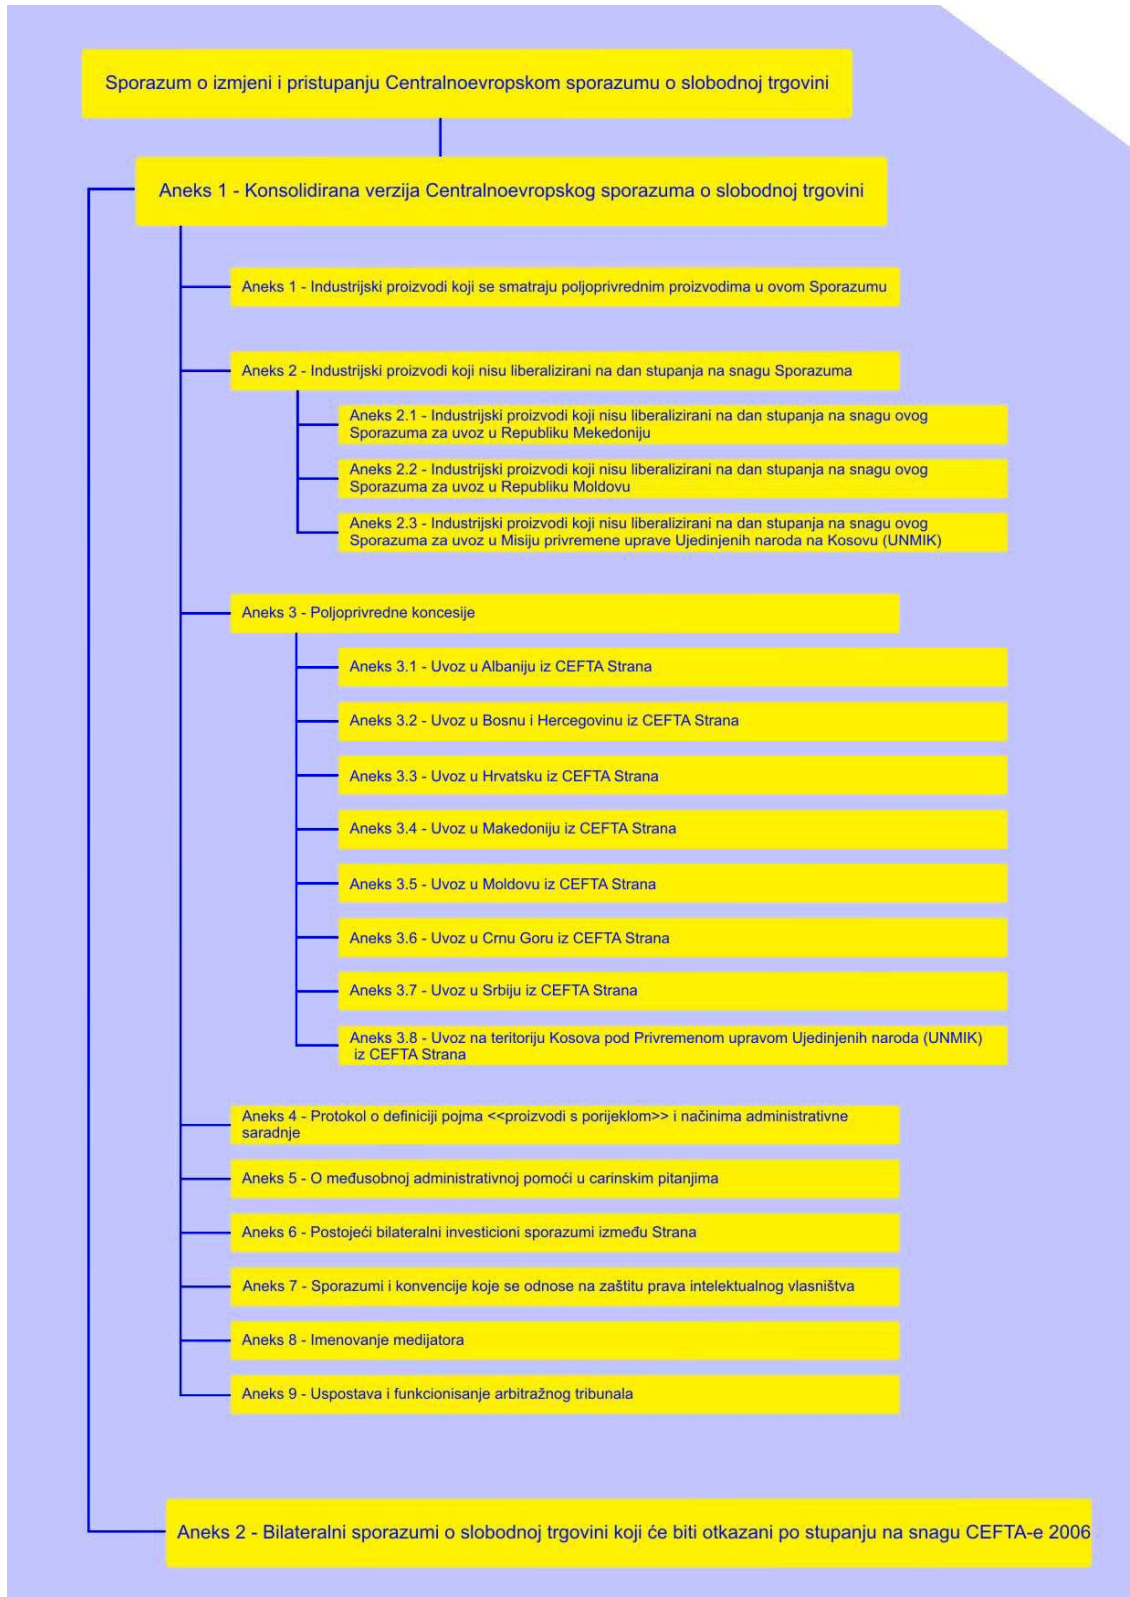 Sporazum o izmjeni i pristupanju Centralnoevropskom sporazumu o slobodnoj trgovini
Aneks 1 - Konsolidirana verzija Centralnoevropskog sporazuma o slobodnoj trgovini
Aneks 1 - Industrijski proizvodi koji se smatraju poljoprivrednim proizvodima u ovom Sporazumu
Aneks 2 - Industrijski proizvodi koji nisu liberalizirani na dan stupanja na snagu Sporazuma
Aneks 2.1 - Industrijski proizvodi koji nisu liberalizirani na dan stupanja na snagu ovog
Sporazuma za uvoz u Republiku Mekedoniju
Aneks 2.2 - Industrijski proizvodi koji nisu liberalizirani na dan stupanja na snagu ovog
Sporazuma za uvoz u Republiku Moldovu
Aneks 2.3 - Industrijski proizvodi koji nisu liberalizirani na dan stupanja na snagu ovog
Sporazuma za uvoz u Misiju privremene uprave Ujedinjenih naroda na Kosovu (UNMIK)
Aneks 3 - Poljoprivredne koncesije
Aneks 3.1 - Uvoz u Albaniju iz CEFTA Strana
Aneks 3.2 - Uvoz u Bosnu i Hercegovinu iz CEFTA Strana
Aneks 3.3 - Uvoz u Hrvatsku iz CEFTA Strana
Aneks 3.4 - Uvoz u Makedoniju iz CEFTA Strana
Aneks 3.5 - Uvoz u Moldovu iz CEFTA Strana
Aneks 3.6 - Uvoz u Crnu Goru iz CEFTA Strana
Aneks 3.7 - Uvoz u Srbiju iz CEFTA Strana
Aneks 3.8 - Uvoz na teritoriju Kosova pod Privremenom upravom Ujedinjenih naroda (UNMIK)
iz CEFTA Strana
Aneks 4 - Protokol o definiciji pojma <<proizvodi s porijeklom>> i načinima administrativne
saradnje
Aneks 5 - O međusobnoj administrativnoj pomoći u carinskim pitanjima
Aneks 6 - Postojeći bilateralni investicioni sporazumi između Strana
Aneks 7 - Sporazumi i konvencije koje se odnose na zaštitu prava intelektualnog vlasništva
Aneks 8 - Imenovanje medijatora
Aneks 9 - Uspostava i funkcionisanje arbitražnog tribunala
Aneks 2 - Bilateralni sporazumi o slobodnoj trgovini koji će biti otkazani po stupanju na snagu CEFTA-e 2006